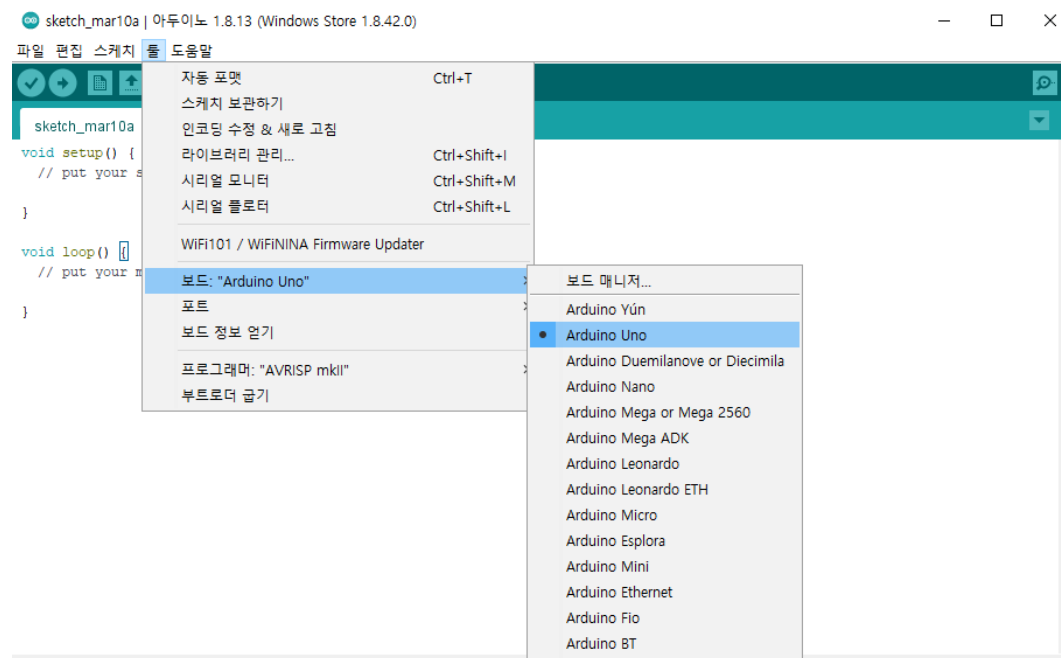 sketch_mar10a | 아두이노 1.8.13 (Windows Store 1.8.42.0)
파일 편집 스케치 툴 도움말
sketch_mar10a
void setup() {
// put your s
}
void loop() {
// put your m
}
자동 포맷 Ctrl+T
스케치 보관하기
인코딩 수정 & 새로 고침
라이브러리 관리... Ctrl+Shift+I
시리얼 모니터 Ctrl+Shift+M
시리얼 플로터 Ctrl+Shift+L
WiFi101 / WiFiNINA Firmware Updater
보드: "Arduino Uno"
포트
보드 정보 얻기
프로그래머: "AVRISP mkII"
부트로더 굽기
보드 매니저...
Arduino Yún
Arduino Uno
Arduino Duemilanove or Diecimila
Arduino Nano
Arduino Mega or Mega 2560
Arduino Mega ADK
Arduino Leonardo
Arduino Leonardo ETH
Arduino Micro
Arduino Esplora
Arduino Mini
Arduino Ethernet
Arduino Fio
Arduino BT